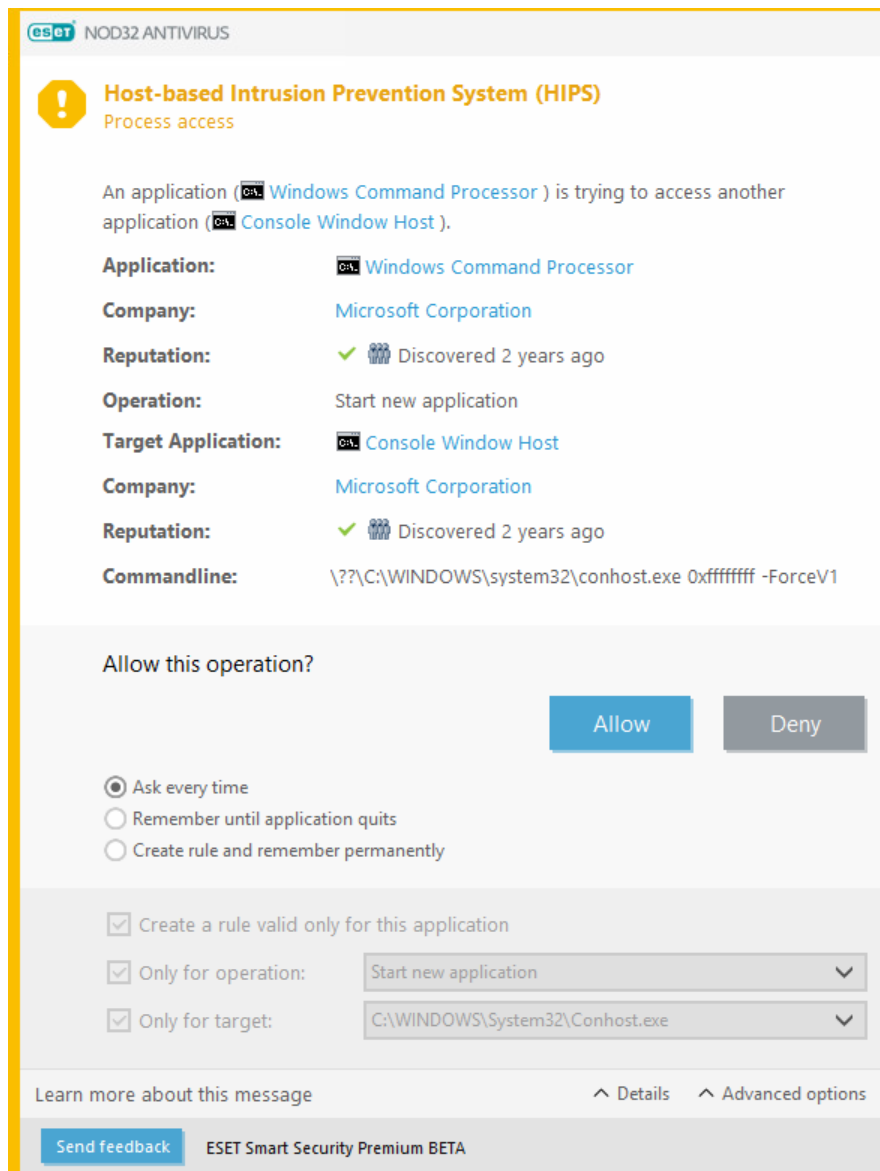 eset NOD32 ANTIVIRUS
Host-based Intrusion Prevention System (HIPS)
Process access
An application ( Windows Command Processor ) is trying to access another
application ( Console Window Host ).
Application: Windows Command Processor
Company: Microsoft Corporation
Reputation: Discovered 2 years ago
Operation: Start new application
Target Application: Console Window Host
Company: Microsoft Corporation
Reputation: Discovered 2 years ago
Commandline: \??\C:\WINDOWS\system32\conhost.exe 0xffffffff -ForceV1
Allow this operation?
Allow Deny
Ask every time
Remember until application quits
Create rule and remember permanently
Create a rule valid only for this application
Only for operation: Start new application
Only for target: C:\WINDOWS\System32\Conhost.exe
Learn more about this message Details Advanced options
Send feedback ESET Smart Security Premium BETA